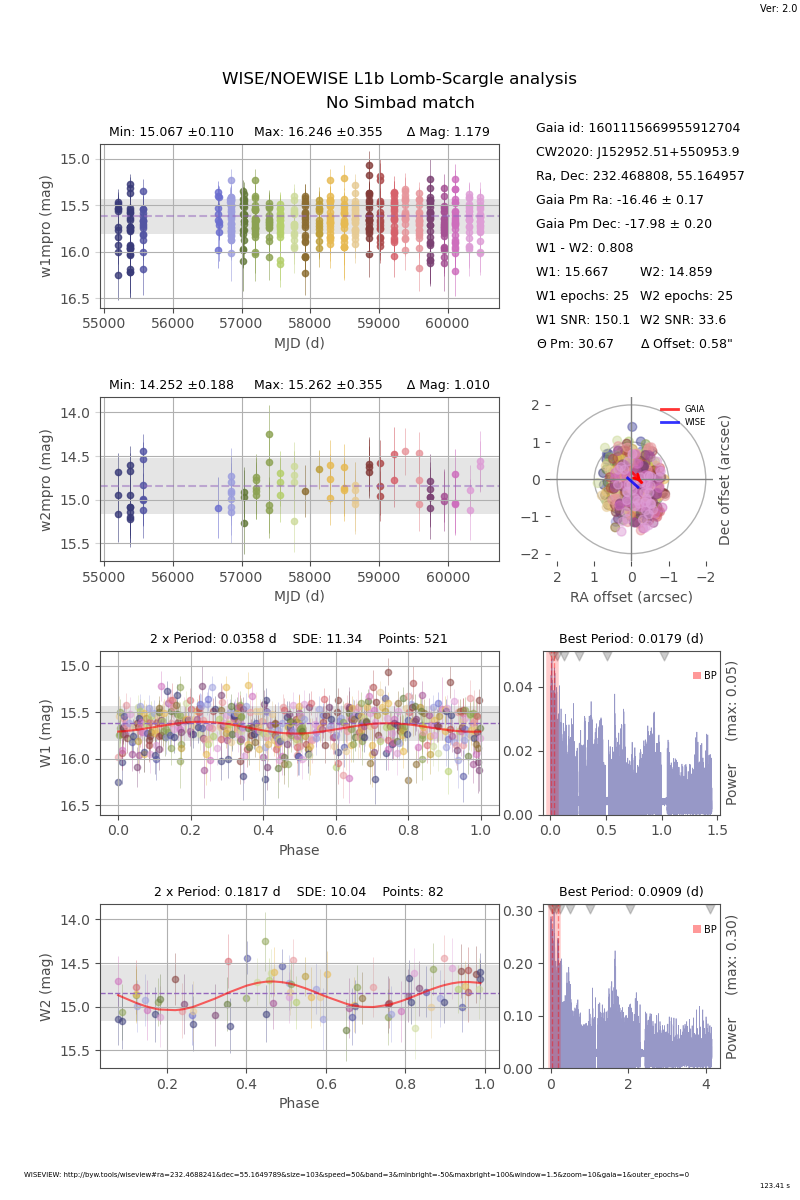 Ver: 2.0
WISE/NOEWISE L1b Lomb-Scargle analysis
No Simbad match
Min: 15.067 ±0.110 Max: 16.246 ±0.355 Δ Mag: 1.179
w1mpro (mag)
15.0
15.5
16.0
16.5
55000 56000 57000 58000 59000 60000
MJD (d)
Gaia id: 1601115669955912704
CW2020: J152952.51+550953.9
Ra, Dec: 232.468808, 55.164957
Gaia Pm Ra: -16.46 ± 0.17
Gaia Pm Dec: -17.98 ± 0.20
W1 - W2: 0.808
W1: 15.667 W2: 14.859
W1 epochs: 25 W2 epochs: 25
W1 SNR: 150.1 W2 SNR: 33.6
Θ Pm: 30.67 Δ Offset: 0.58"
Min: 14.252 ±0.188 Max: 15.262 ±0.355 Δ Mag: 1.010
w2mpro (mag)
14.0
14.5
15.0
15.5
55000 56000 57000 58000 59000 60000
MJD (d)
GAIA
WISE
2
1
0
−1
−2
2 1 0 −1 −2
RA offset (arcsec)
Dec offset (arcsec)
2 x Period: 0.0358 d SDE: 11.34 Points: 521
W1 (mag)
15.0
15.5
16.0
16.5
0.0 0.2 0.4 0.6 0.8 1.0
Phase
Best Period: 0.0179 (d)
BP
0.04
0.02
0.00
0.0 0.5 1.0 1.5
Power (max: 0.05)
2 x Period: 0.1817 d SDE: 10.04 Points: 82
W2 (mag)
14.0
14.5
15.0
15.5
0.2 0.4 0.6 0.8 1.0
Phase
Best Period: 0.0909 (d)
BP
0.30
0.20
0.10
0.00
0 2 4
Power (max: 0.30)
WISEVIEW: http://byw.tools/wiseview#ra=232.4688241&dec=55.1649789&size=103&speed=50&band=3&minbright=-50&maxbright=100&window=1.5&zoom=10&gaia=1&outer_epochs=0
123.41 s